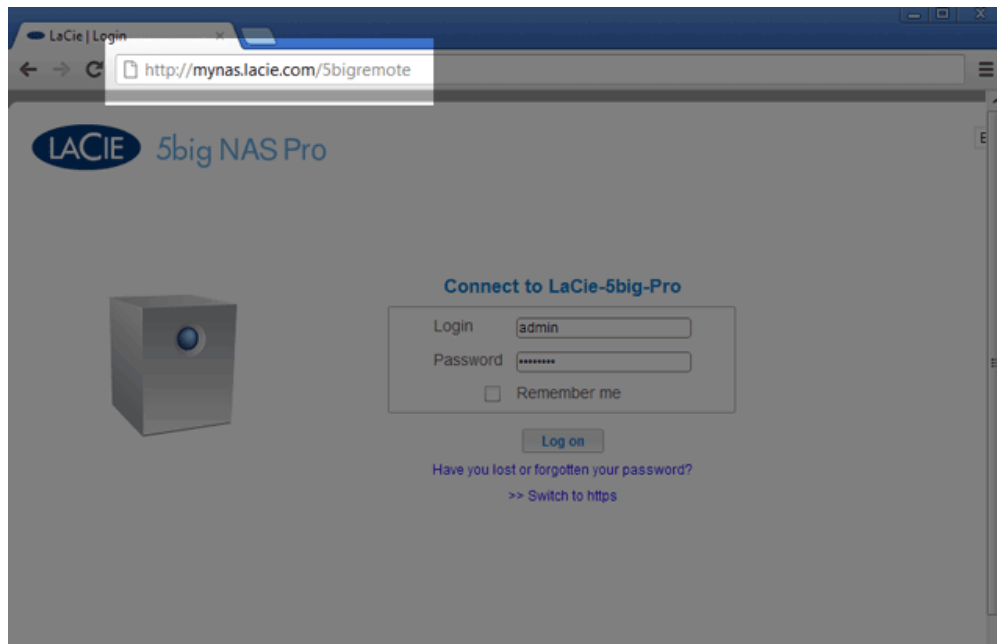 LaCie | Login
http://mynas.lacie.com/5bigremote
LACIE 5big NAS Pro
E
Connect to LaCie-5big-Pro
Login admin
Password ••••••••
Remember me
Log on
Have you lost or forgotten your password?
>> Switch to https